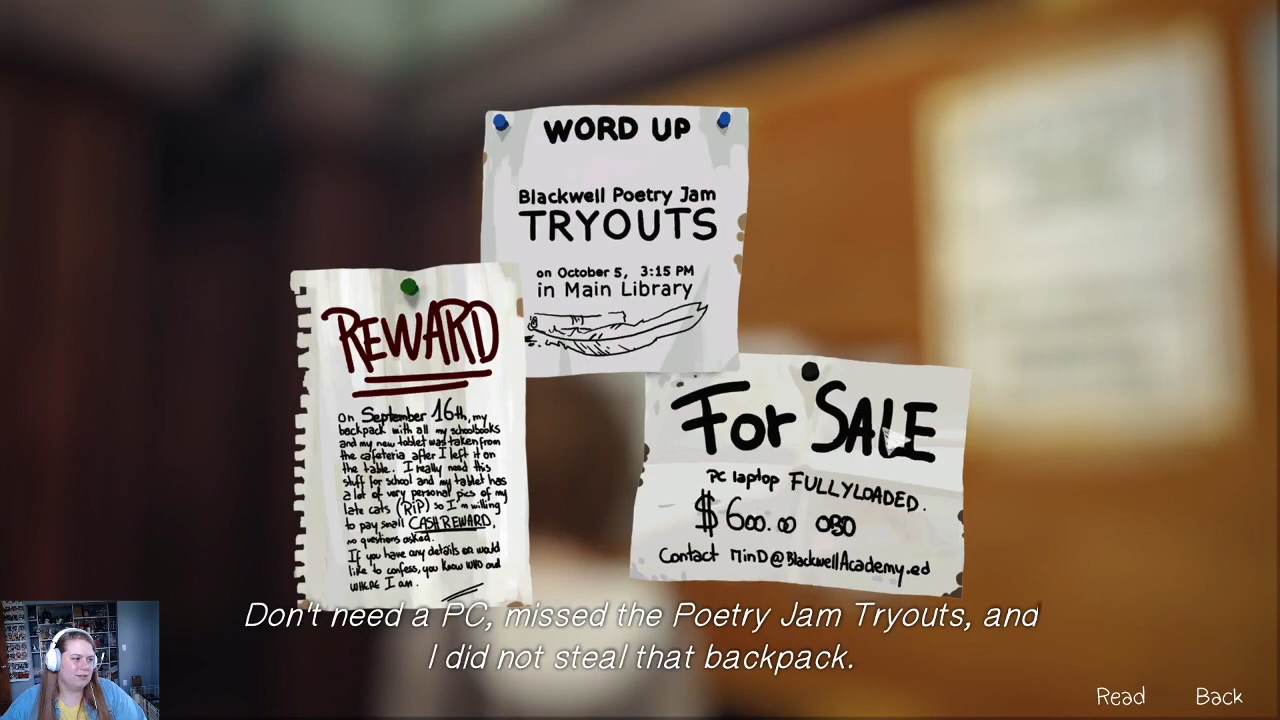 WORD UP
Blackwell Poetry Jam
TRYOUTS
on October 5, 3:15 PM
in Main Library
REWARD
On September 16th, my
backpack with all my schoolbooks
and my new tablet was taken from
the cafeteria after I left it on
the table. I really need this
stuff for school and my tablet has
a lot of very personal pics of my
late cats (RIP) so I'm willing
to pay small CASH REWARD,
no questions asked.
If you have any details or would
like to confess, you know WHO and
WHERE I am.
For SALE
PC laptop FULLYLOADED.
$600.00 OBO
Contact MinD@BlackwellAcademy.ed
Don't need a PC, missed the Poetry Jam Tryouts, and
I did not steal that backpack.
Read Back